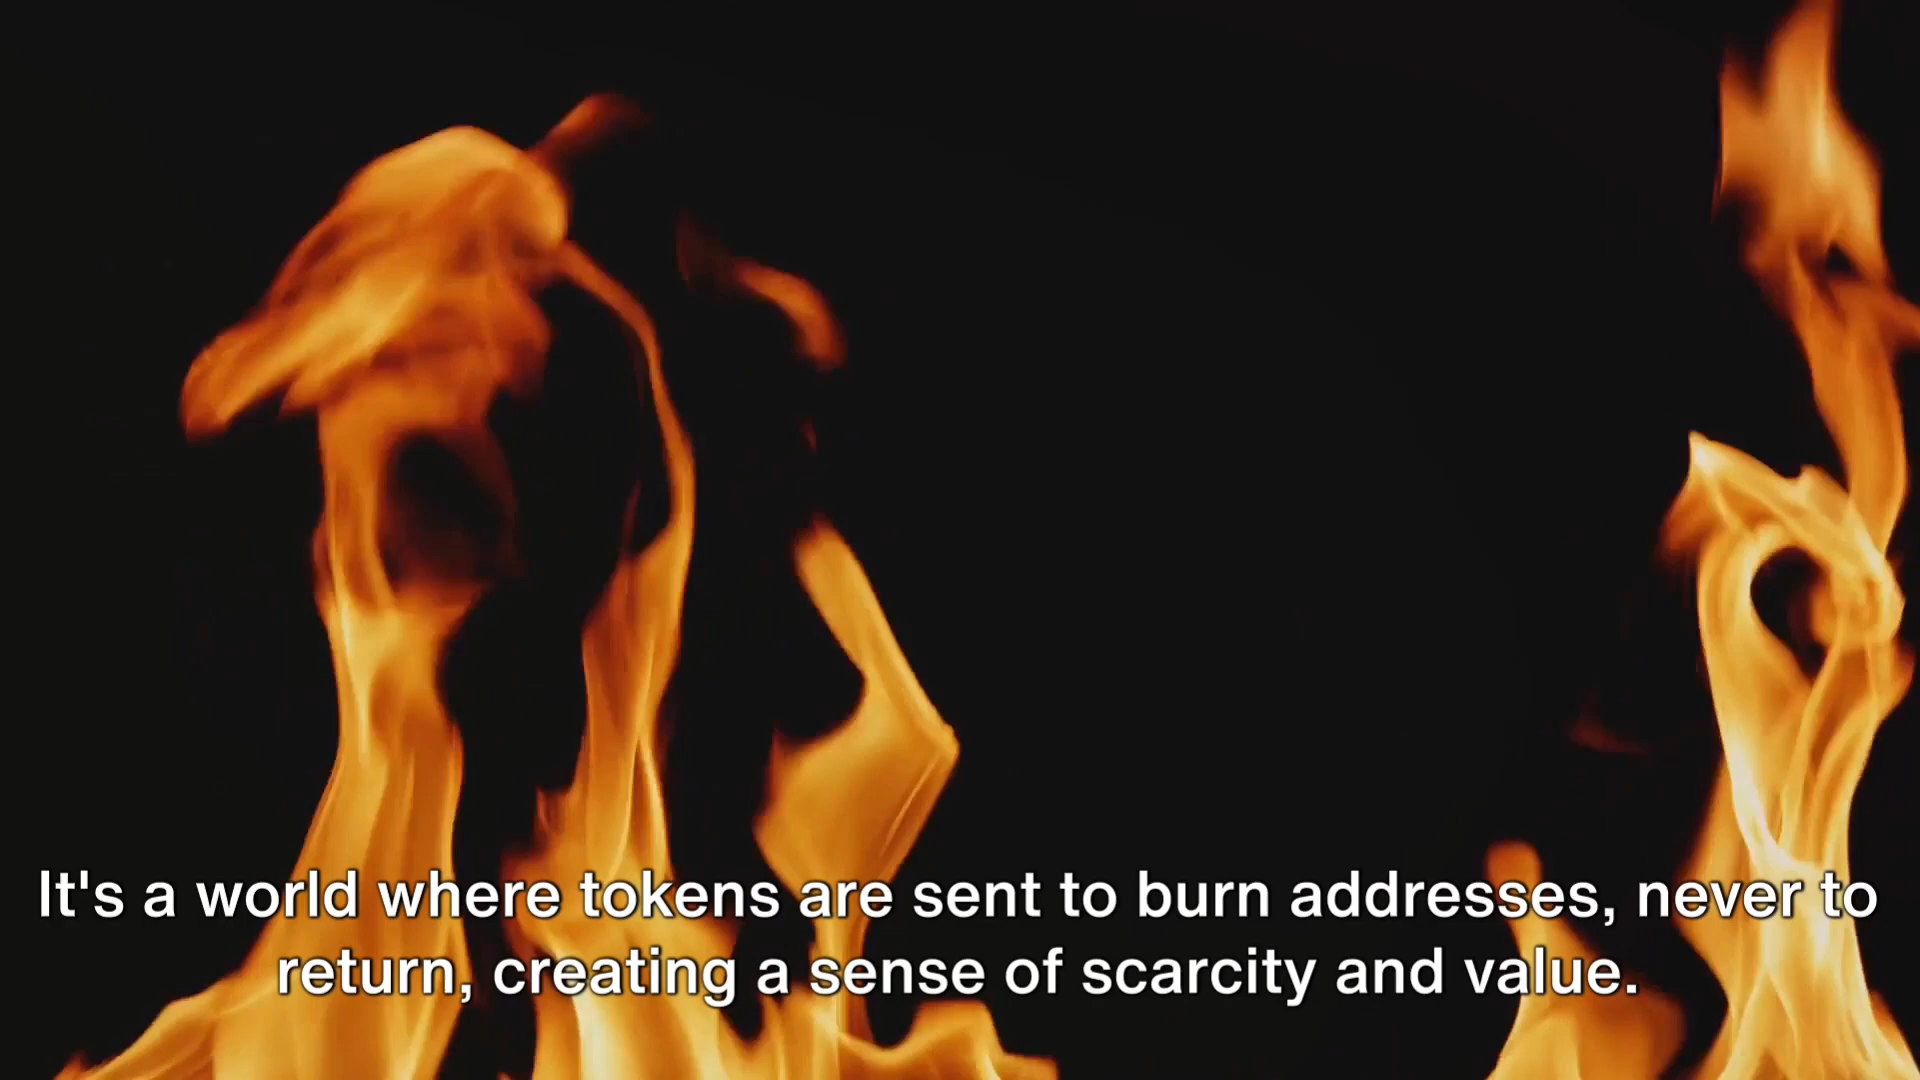 It's a world where tokens are sent to burn addresses, never to
return, creating a sense of scarcity and value.